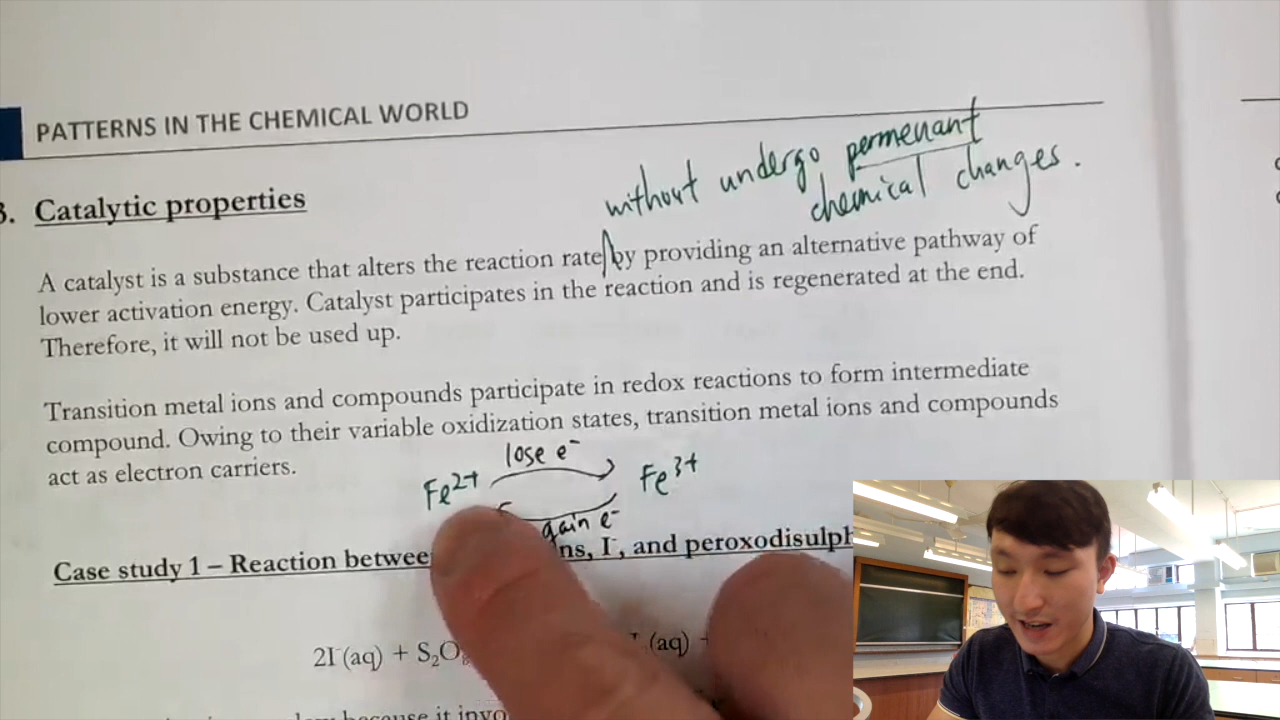 PATTERNS IN THE CHEMICAL WORLD
without undergo permenant
chemical changes.
3. Catalytic properties
A catalyst is a substance that alters the reaction rate by providing an alternative pathway of
lower activation energy. Catalyst participates in the reaction and is regenerated at the end.
Therefore, it will not be used up.
Transition metal ions and compounds participate in redox reactions to form intermediate
compound. Owing to their variable oxidization states, transition metal ions and compounds
act as electron carriers.
lose e⁻
Fe²⁺ Fe³⁺
gain e⁻
Case study 1 – Reaction ns, I⁻, and
2I⁻(aq) + (aq)